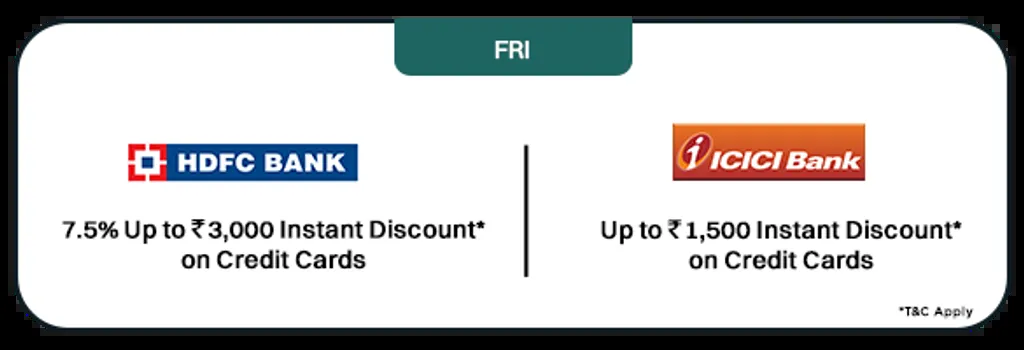 FRI
HDFC BANK
7.5% Up to ₹3,000 Instant Discount*
on Credit Cards
ICICI Bank
Up to ₹1,500 Instant Discount*
on Credit Cards
*T&C Apply